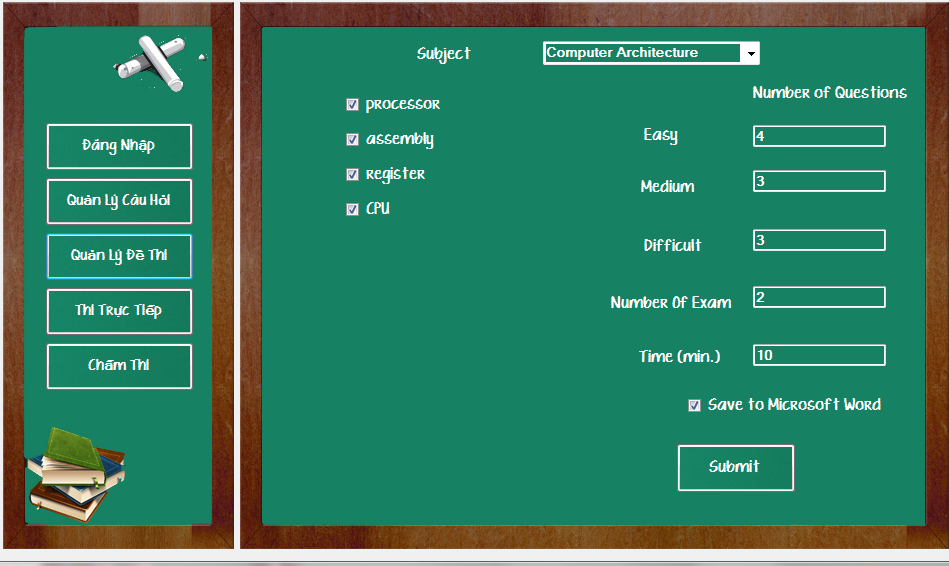 Đăng Nhập
Quản Lý Câu Hỏi
Quản Lý Đề Thi
Thi Trực Tiếp
Chấm Thi
Subject
Computer Architecture
processor
assembly
register
CPU
Number of Questions
Easy
4
Medium
3
Difficult
3
Number Of Exam
2
Time (min.)
10
Save to Microsoft Word
Submit